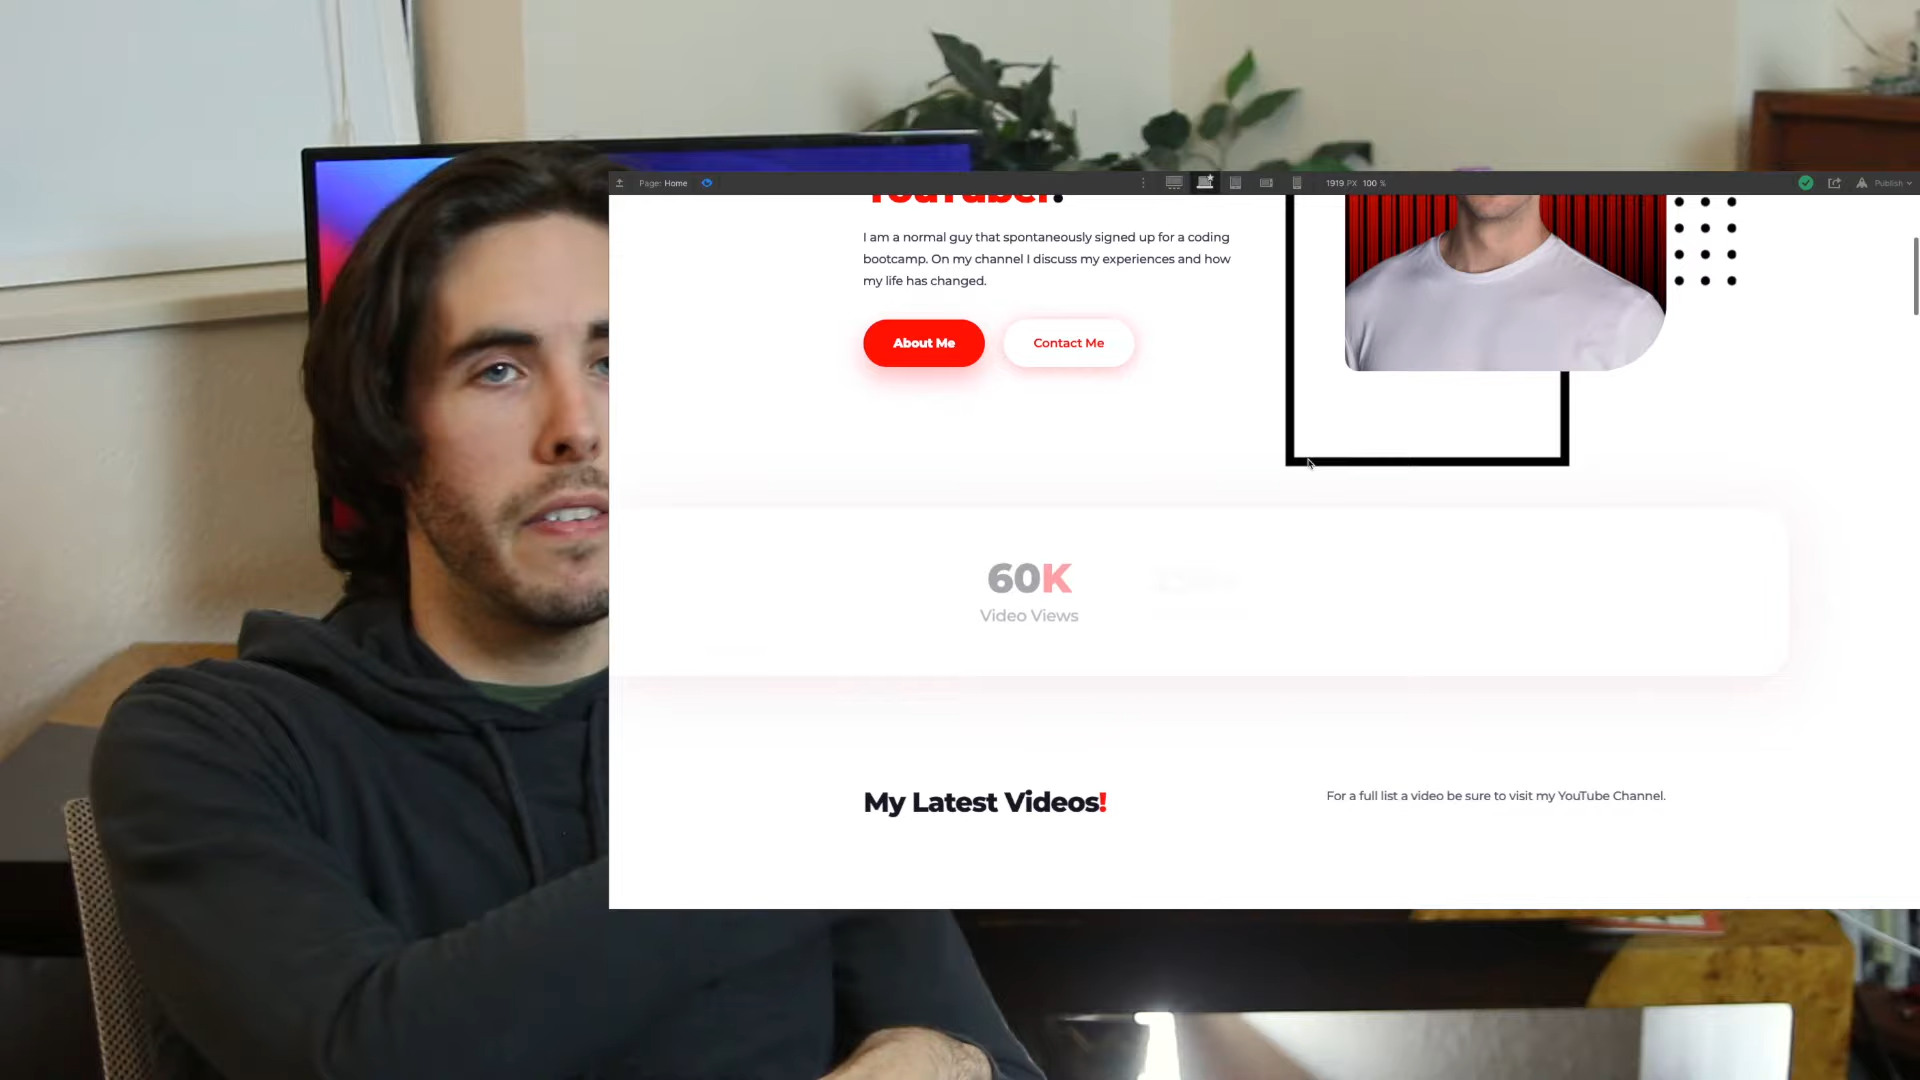 Page: Home
1919 PX 100 %
Publish
YouTuber.
I am a normal guy that spontaneously signed up for a coding
bootcamp. On my channel I discuss my experiences and how
my life has changed.
About Me
Contact Me
60K
Video Views
My Latest Videos!
For a full list a video be sure to visit my YouTube Channel.